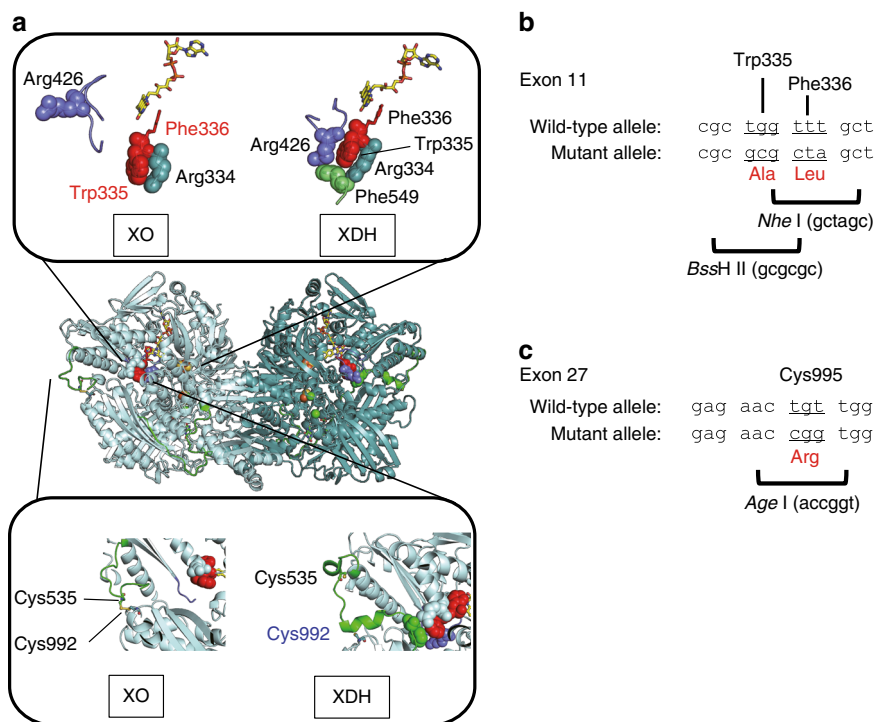 a
Arg426
Phe336
Trp335
Arg334
XO
Arg426
Phe336
Trp335
Arg334
Phe549
XDH
Cys535
Cys992
XO
Cys535
Cys992
XDH
b
Trp335
Exon 11
Phe336
Wild-type allele: cgc tgg ttt gct
Mutant allele: cgc gcg cta gct
Ala Leu
Nhe I (gctagc)
BssH II (gcgcgc)
c
Exon 27 Cys995
Wild-type allele: gag aac tgt tgg
Mutant allele: gag aac cgg tgg
Arg
Age I (accggt)